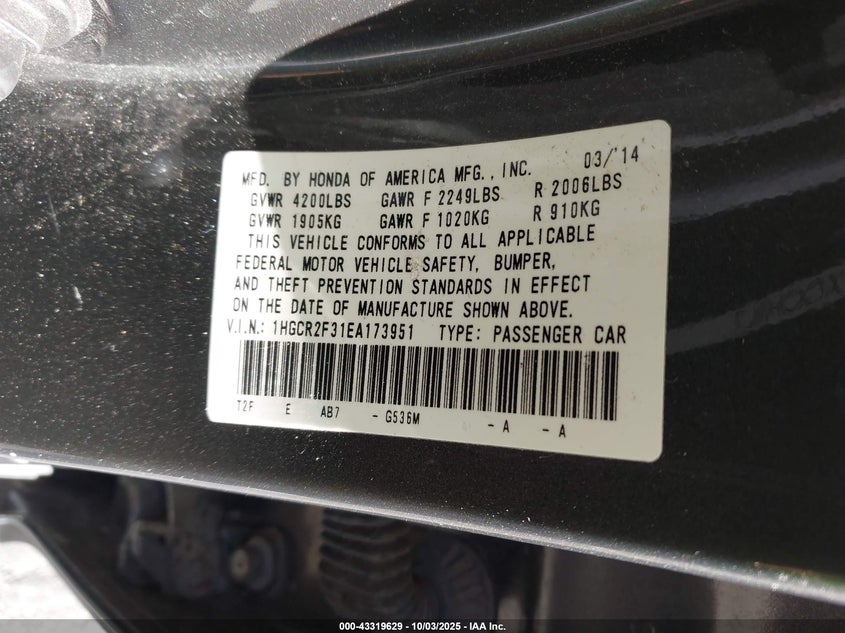 MFD. BY HONDA OF AMERICA MFG., INC. 03/'14
GVWR 4200LBS GAWR F 2249LBS R 2006LBS
GVWR 1905KG GAWR F 1020KG R 910KG
THIS VEHICLE CONFORMS TO ALL APPLICABLE
FEDERAL MOTOR VEHICLE SAFETY, BUMPER,
AND THEFT PREVENTION STANDARDS IN EFFECT
ON THE DATE OF MANUFACTURE SHOWN ABOVE.
V.I.N.: 1HGCR2F31EA173951 TYPE: PASSENGER CAR
T2F E AB7 - G536M - A - A
000-43319629 - 10/03/2025 - IAA Inc.